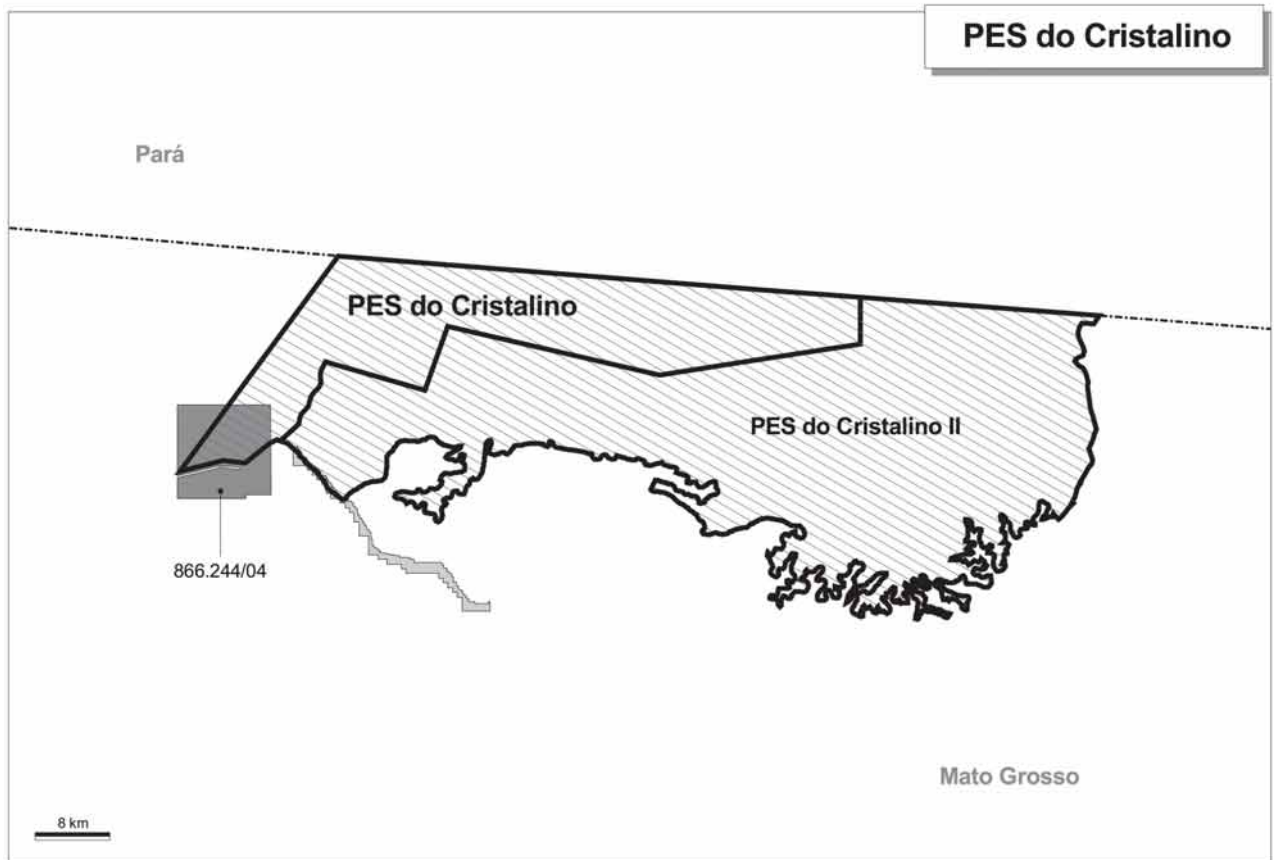 PES do Cristalino
Pará
PES do Cristalino
PES do Cristalino II
866.244/04
Mato Grosso
8 km